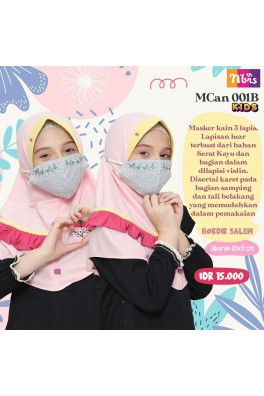 Nbrs
MCan 001B
KIDS
Masker kain 3 lapis.
Lapisan luar
terbuat dari bahan
Serat Kayu dan
bagian dalam
dilapisi vislin.
Disertai karet pada
bagian samping
dan tali belakang
yang memudahkan
dalam pemakaian
BORDIR SALEM
IDR 15.000